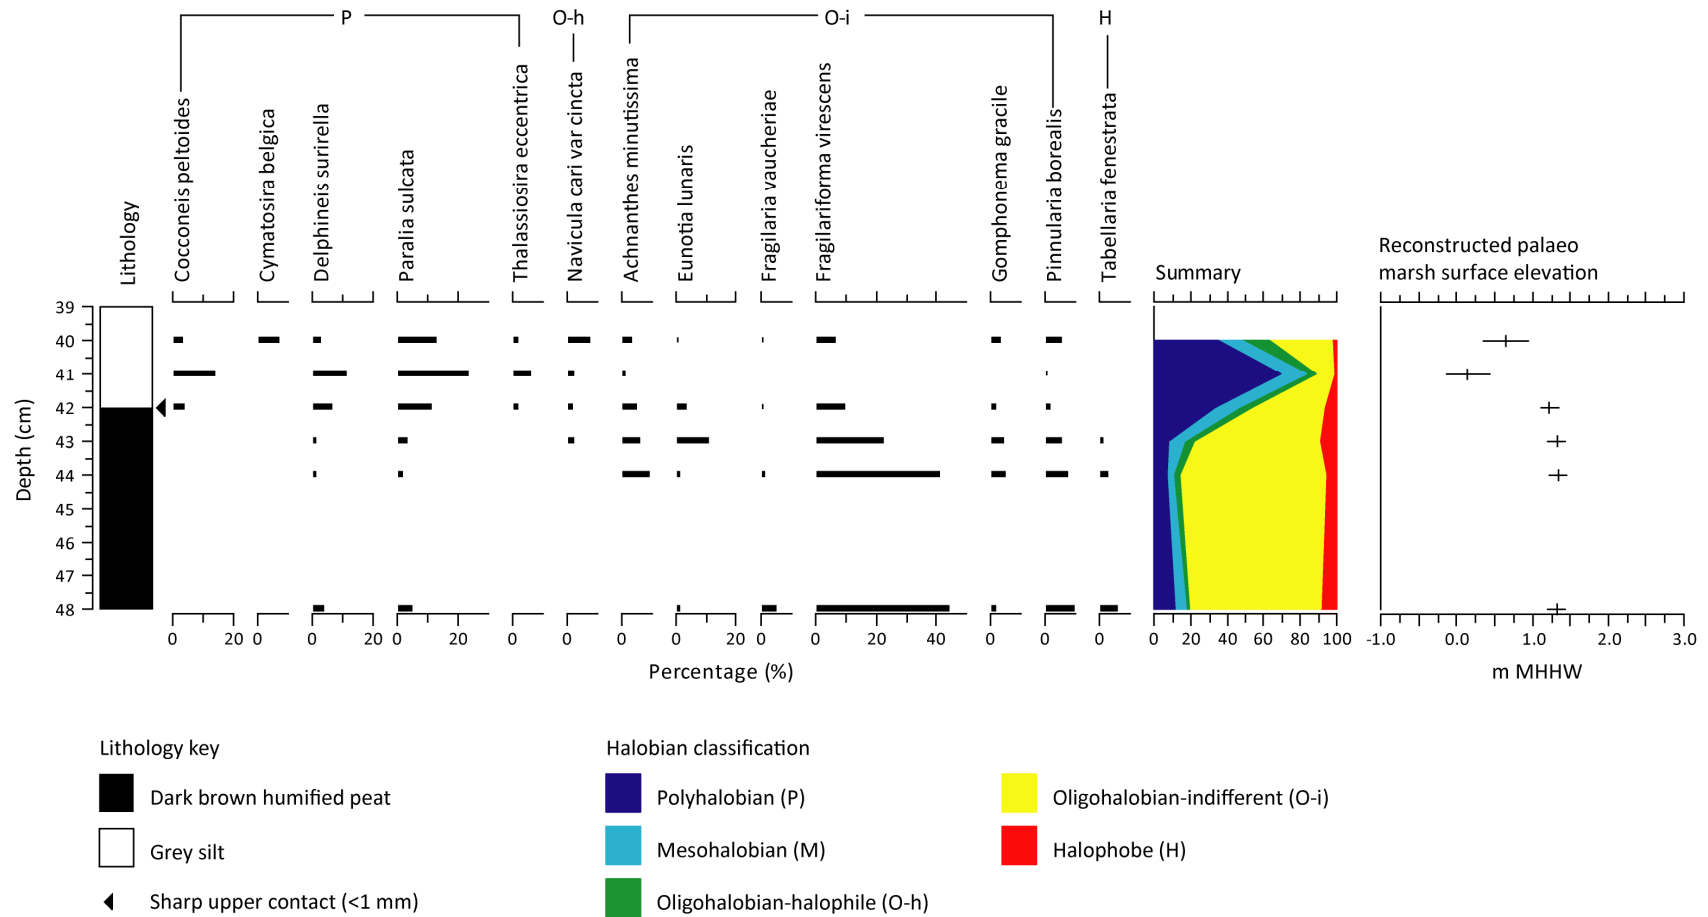 P
O-h
O-i
H
Lithology
Cocconeis peltoides
Cymatosira belgica
Delphineis surirella
Paralia sulcata
Thalassiosira eccentrica
Navicula cari var cincta
Achnanthes minutissima
Eunotia lunaris
Fragilaria vaucheriae
Fragilariforma virescens
Gomphonema gracile
Pinnularia borealis
Tabellaria fenestrata
Summary
Reconstructed palaeo
marsh surface elevation
Depth (cm)
39
40
41
42
43
44
45
46
47
48
0 20 0 0 20 0 20 0 0 0 0 20 0 0 20 40 0 0 0 0 20 40 60 80 100 -1.0 0.0 1.0 2.0 3.0
Percentage (%)
m MHHW
Lithology key
Dark brown humified peat
Grey silt
Sharp upper contact (<1 mm)
Halobian classification
Polyhalobian (P)
Mesohalobian (M)
Oligohalobian-halophile (O-h)
Oligohalobian-indifferent (O-i)
Halophobe (H)